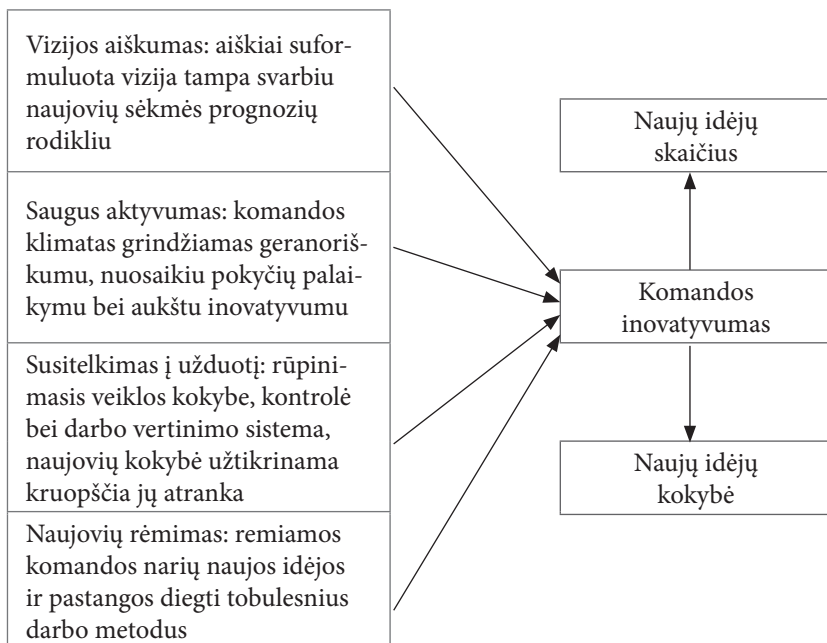 Vizijos aiškumas: aiškiai sufor-
muluota vizija tampa svarbiu
naujovių sėkmės prognozių
rodikliu
Saugus aktyvumas: komandos
klimatas grindžiamas geranoriš-
kumu, nuosaikiu pokyčių palai-
kymu bei aukštu inovatyvumu
Susitelkimas į užduotį: rūpini-
masis veiklos kokybe, kontrolė
bei darbo vertinimo sistema,
naujovių kokybė užtikrinama
kruopščia jų atranka
Naujovių rėmimas: remiamos
komandos narių naujos idėjos
ir pastangos diegti tobulesnius
darbo metodus
Naujų idėjų
skaičius
Komandos
inovatyvumas
Naujų idėjų
kokybė